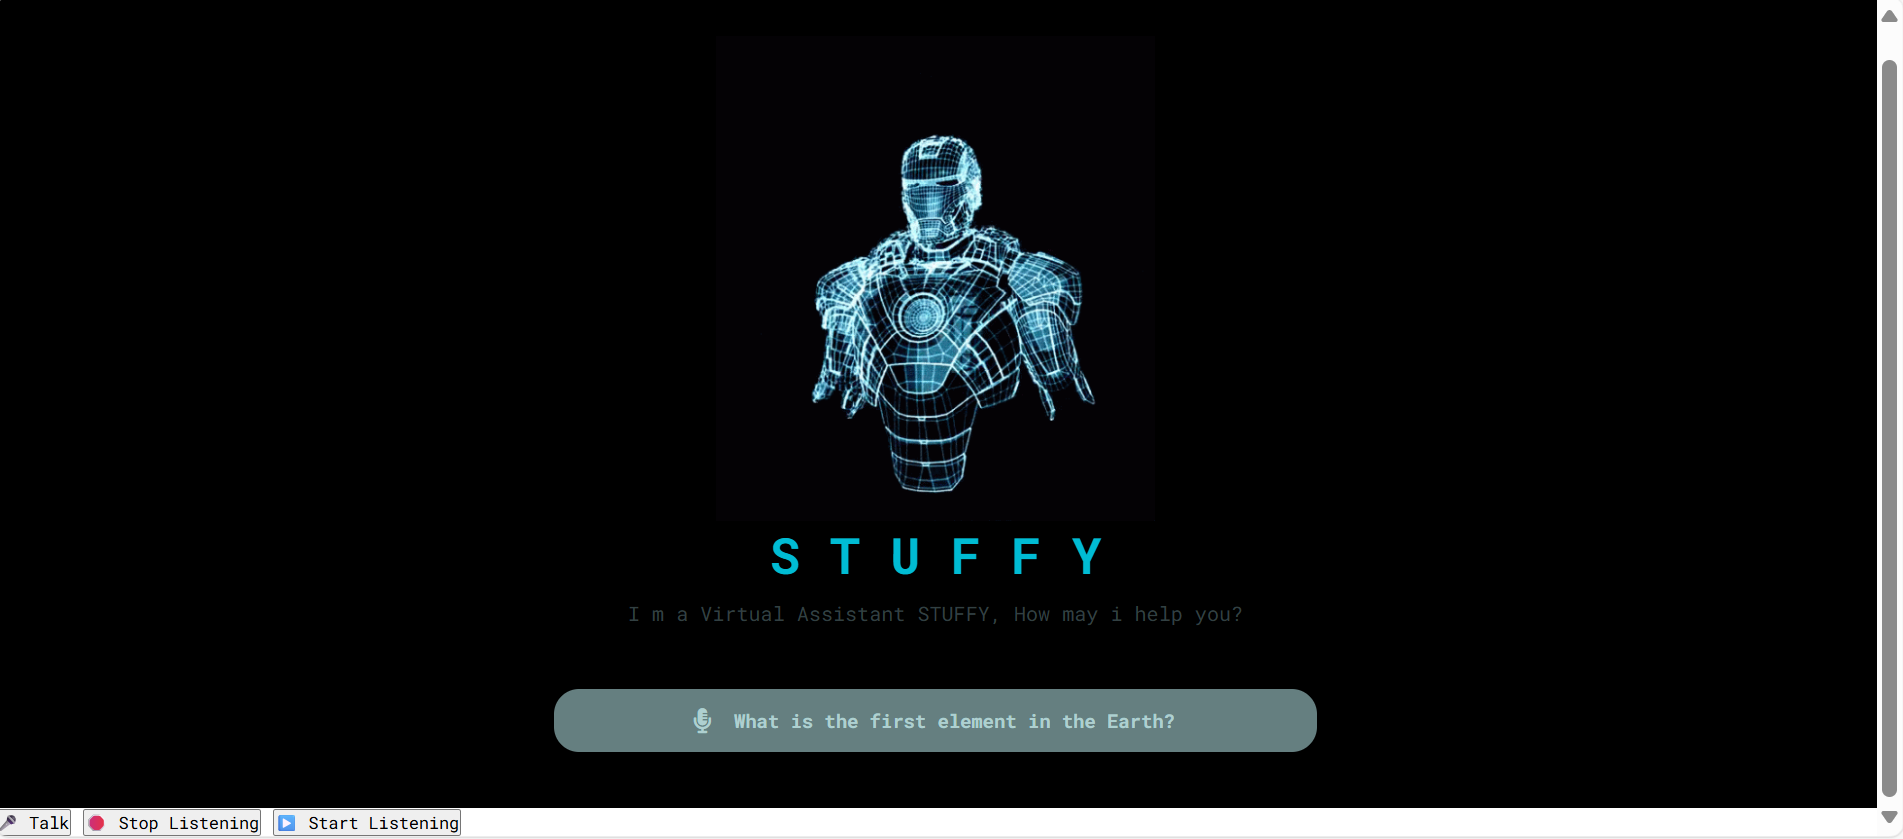 S T U F F Y
I m a Virtual Assistant STUFFY, How may i help you?
What is the first element in the Earth?
Talk Stop Listening Start Listening